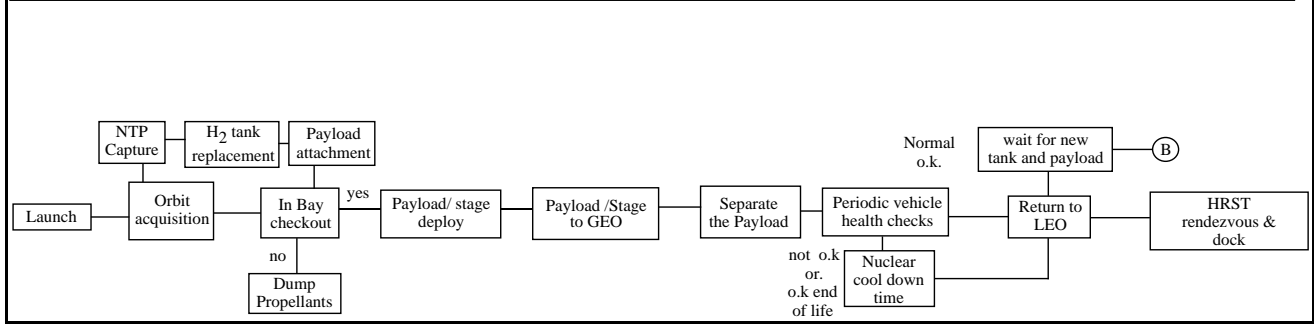 NTP
Capture
H2 tank
replacement
Payload
attachment
Launch
Orbit
acquisition
In Bay
checkout
yes
no
Dump
Propellants
Payload/ stage
deploy
Payload /Stage
to GEO
Separate
the Payload
Periodic vehicle
health checks
not o.k
or.
o.k end
of life
Nuclear
cool down
time
Normal
o.k.
wait for new
tank and payload
B
Return to
LEO
HRST
rendezvous &
dock